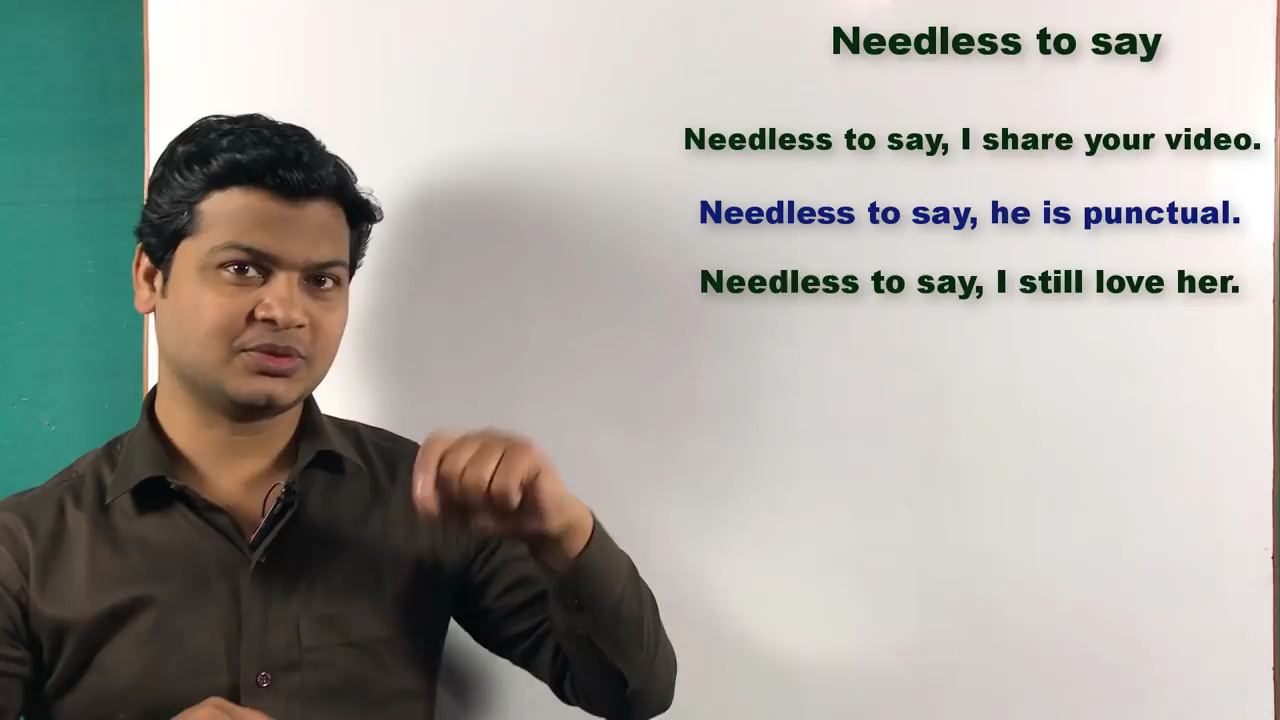 Needless to say
Needless to say, I share your video.
Needless to say, he is punctual.
Needless to say, I still love her.